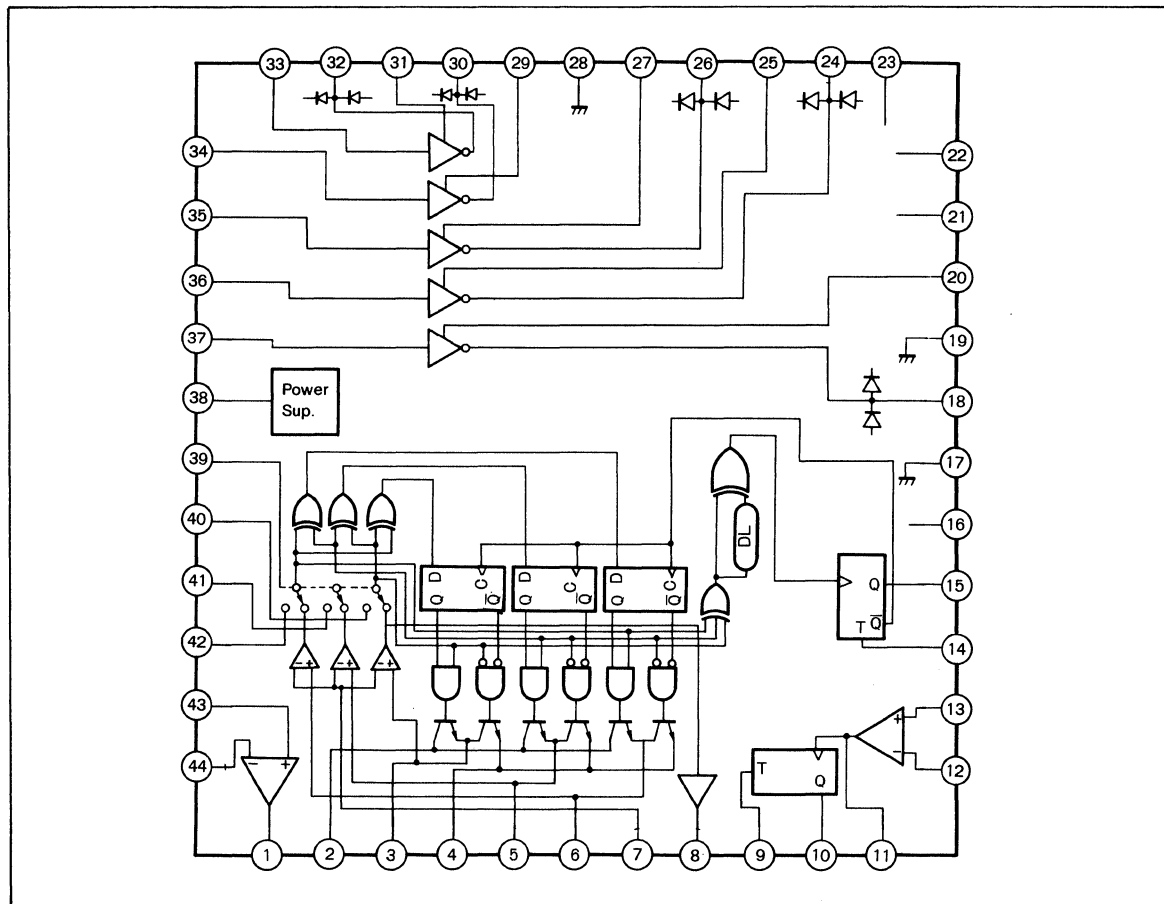 33 32 31 30 29 28 27 26 25 24 23
34 22
35 21
36 20
37 19
38 Power
Sup. 18
39 17
40 DL 16
41 D C D C D C Q 15
Q Q̅ Q Q̅ Q Q̅ T Q̅
42 14
43 − + − + − + + 13
44 − + T Q − 12
1 2 3 4 5 6 7 8 9 10 11